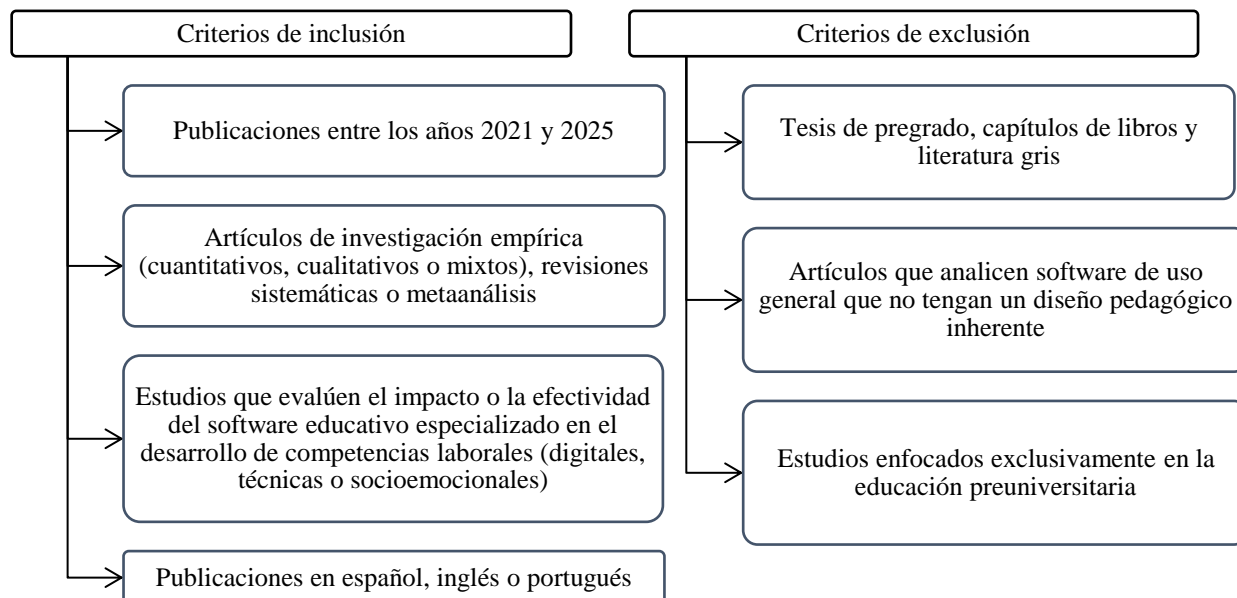 Criterios de inclusión
Publicaciones entre los años 2021 y 2025
Artículos de investigación empírica
(cuantitativos, cualitativos o mixtos), revisiones
sistemáticas o metaanálisis
Estudios que evalúen el impacto o la efectividad
del software educativo especializado en el
desarrollo de competencias laborales (digitales,
técnicas o socioemocionales)
Publicaciones en español, inglés o portugués
Criterios de exclusión
Tesis de pregrado, capítulos de libros y
literatura gris
Artículos que analicen software de uso
general que no tengan un diseño pedagógico
inherente
Estudios enfocados exclusivamente en la
educación preuniversitaria